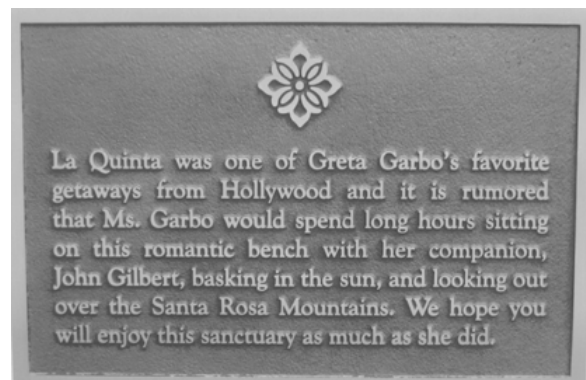 La Quinta was one of Greta Garbo's favorite
getaways from Hollywood and it is rumored
that Ms. Garbo would spend long hours sitting
on this romantic bench with her companion,
John Gilbert, basking in the sun, and looking out
over the Santa Rosa Mountains. We hope you
will enjoy this sanctuary as much as she did.